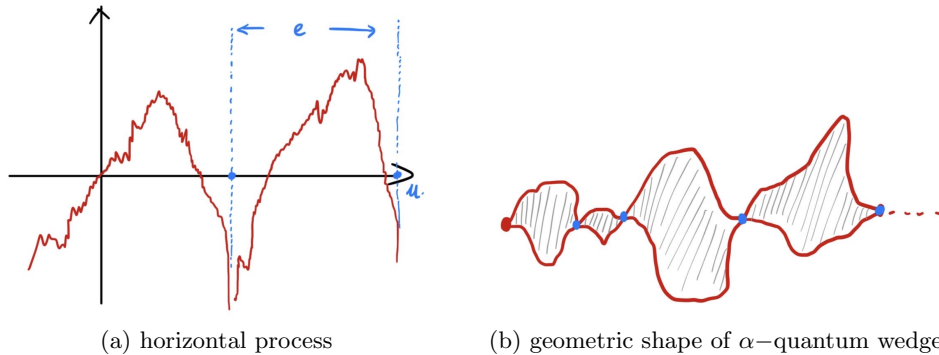 e
u
(a) horizontal process
(b) geometric shape of α−quantum wedge